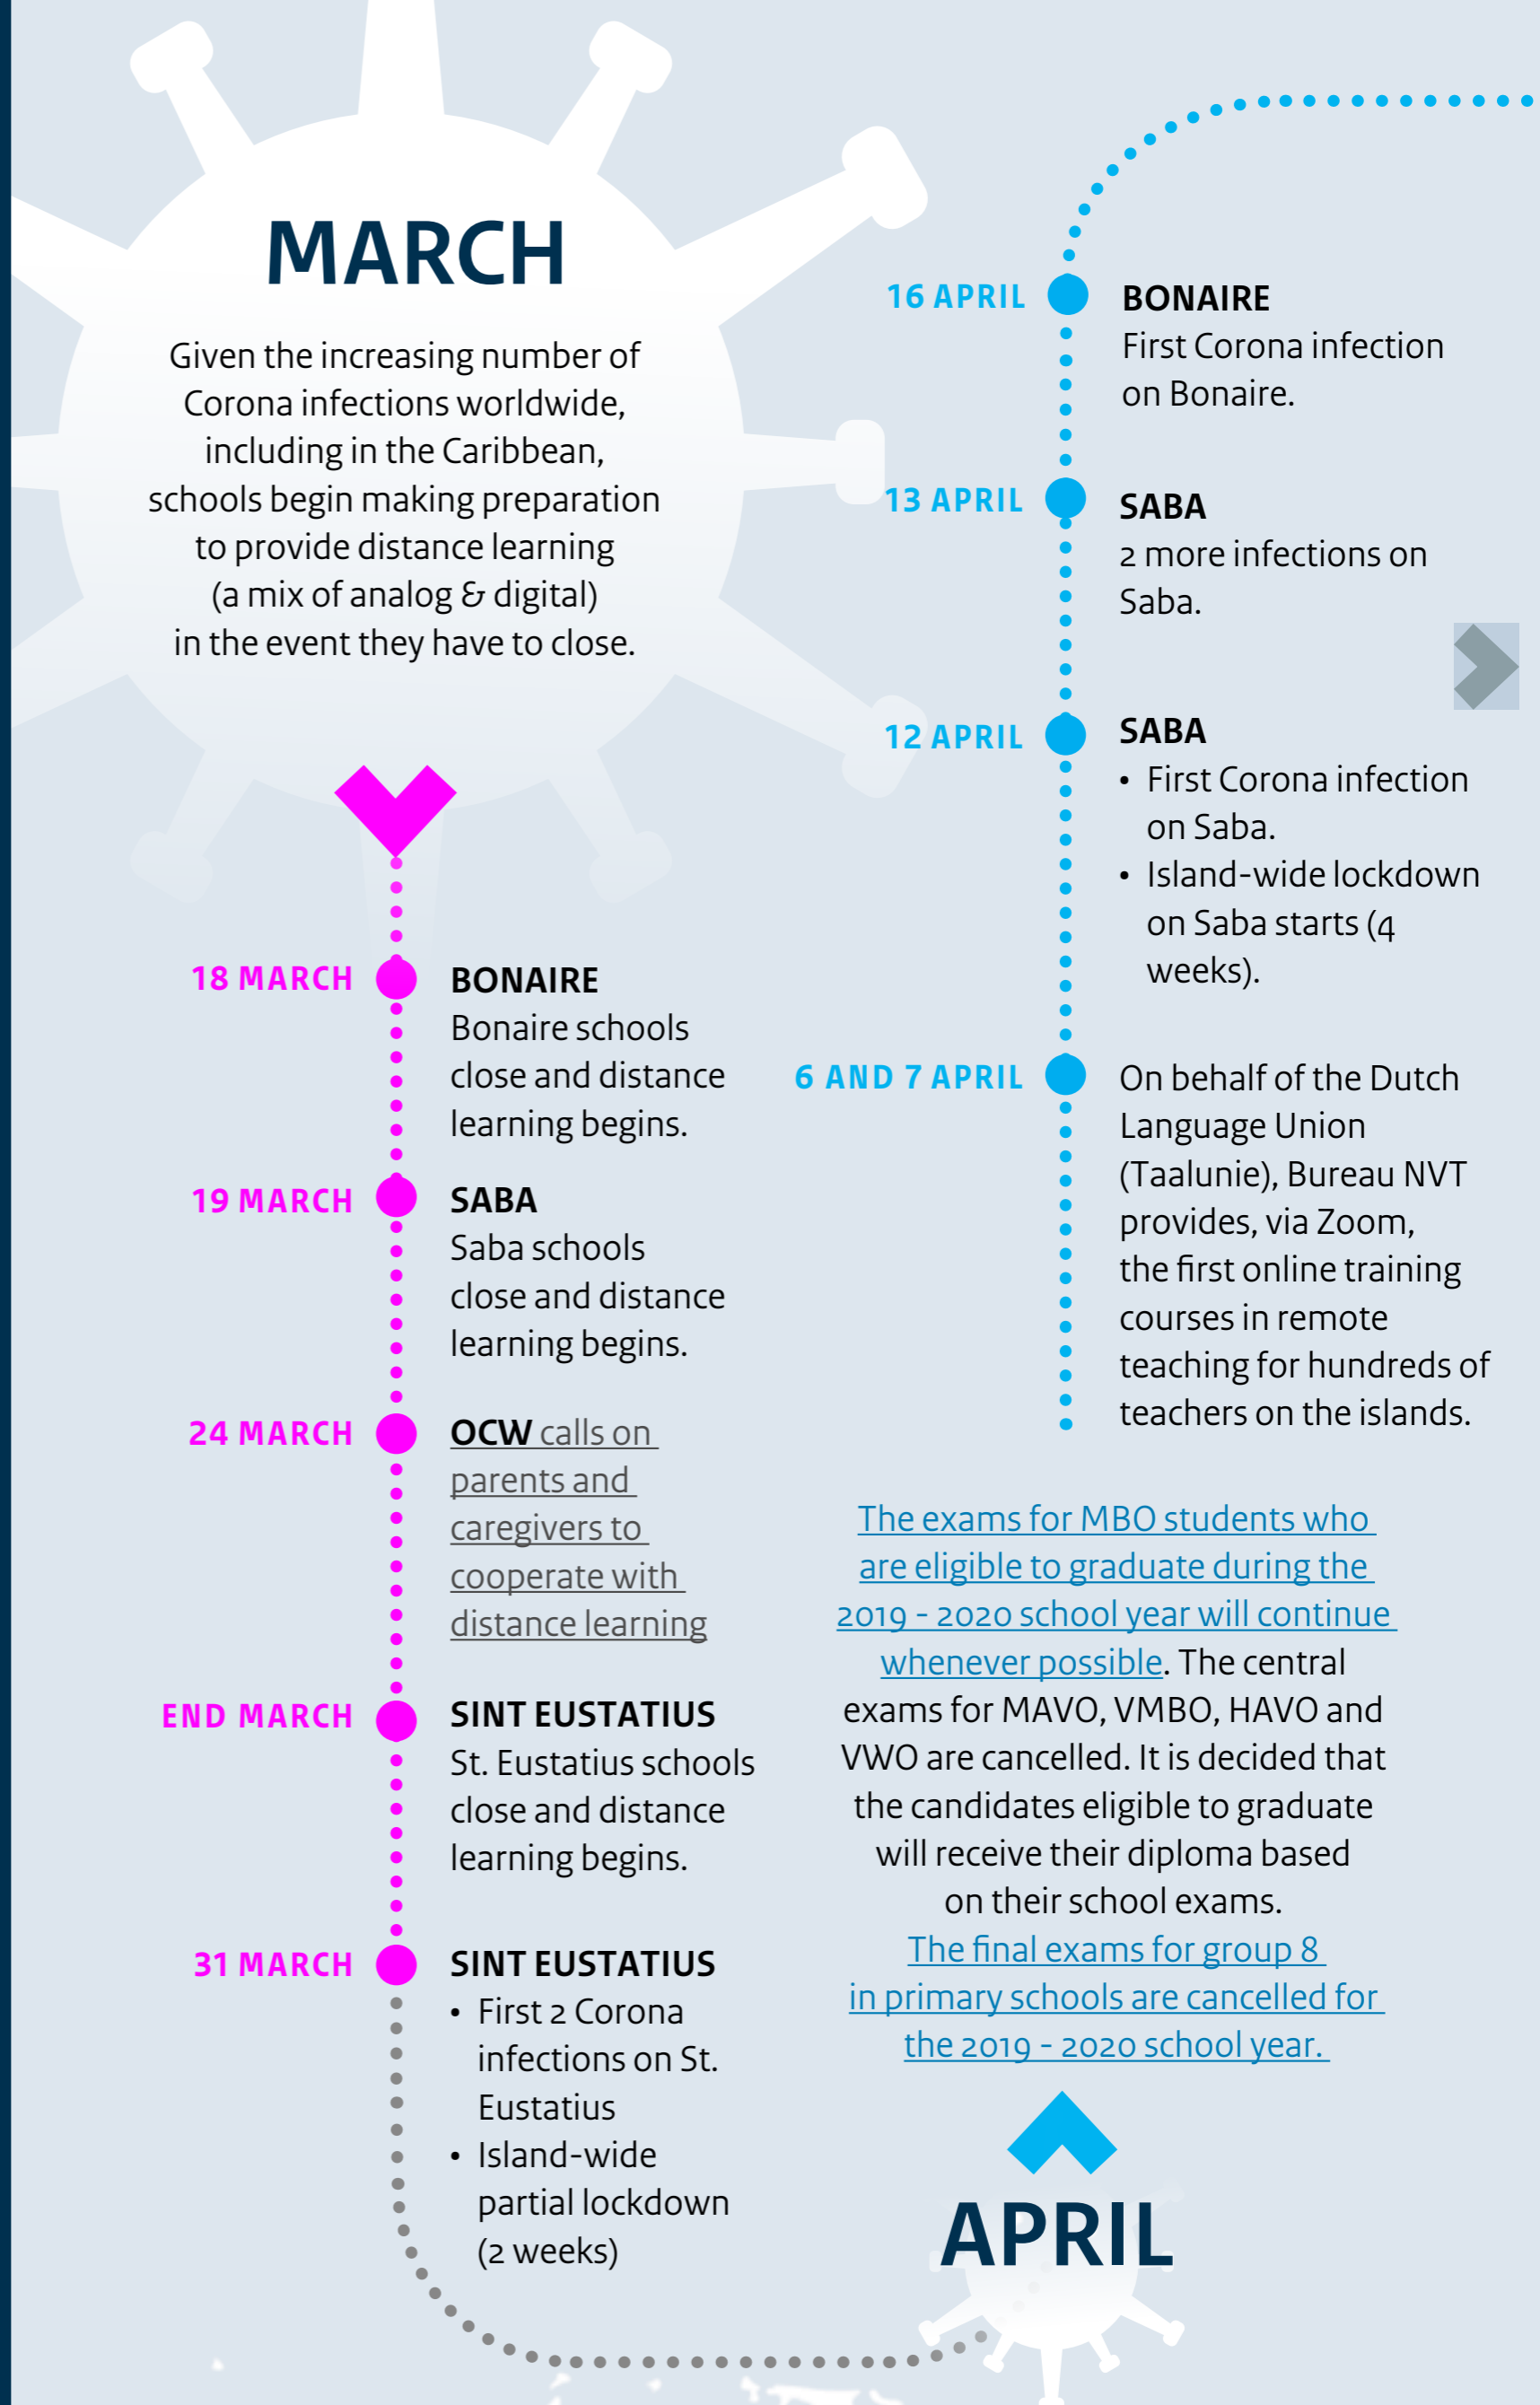 MARCH
Given the increasing number of
Corona infections worldwide,
including in the Caribbean,
schools begin making preparation
to provide distance learning
(a mix of analog & digital)
in the event they have to close.
18 MARCH
BONAIRE
Bonaire schools
close and distance
learning begins.
19 MARCH
SABA
Saba schools
close and distance
learning begins.
24 MARCH
OCW calls on
parents and
caregivers to
cooperate with
distance learning
END MARCH
SINT EUSTATIUS
St. Eustatius schools
close and distance
learning begins.
31 MARCH
SINT EUSTATIUS
• First 2 Corona
infections on St.
Eustatius
• Island-wide
partial lockdown
(2 weeks)
APRIL
The exams for MBO students who
are eligible to graduate during the
2019 - 2020 school year will continue
whenever possible. The central
exams for MAVO, VMBO, HAVO and
VWO are cancelled. It is decided that
the candidates eligible to graduate
will receive their diploma based
on their school exams.
The final exams for group 8
in primary schools are cancelled for
the 2019 - 2020 school year.
6 AND 7 APRIL
On behalf of the Dutch
Language Union
(Taalunie), Bureau NVT
provides, via Zoom,
the first online training
courses in remote
teaching for hundreds of
teachers on the islands.
12 APRIL
SABA
• First Corona infection
on Saba.
• Island-wide lockdown
on Saba starts (4
weeks).
13 APRIL
SABA
2 more infections on
Saba.
16 APRIL
BONAIRE
First Corona infection
on Bonaire.